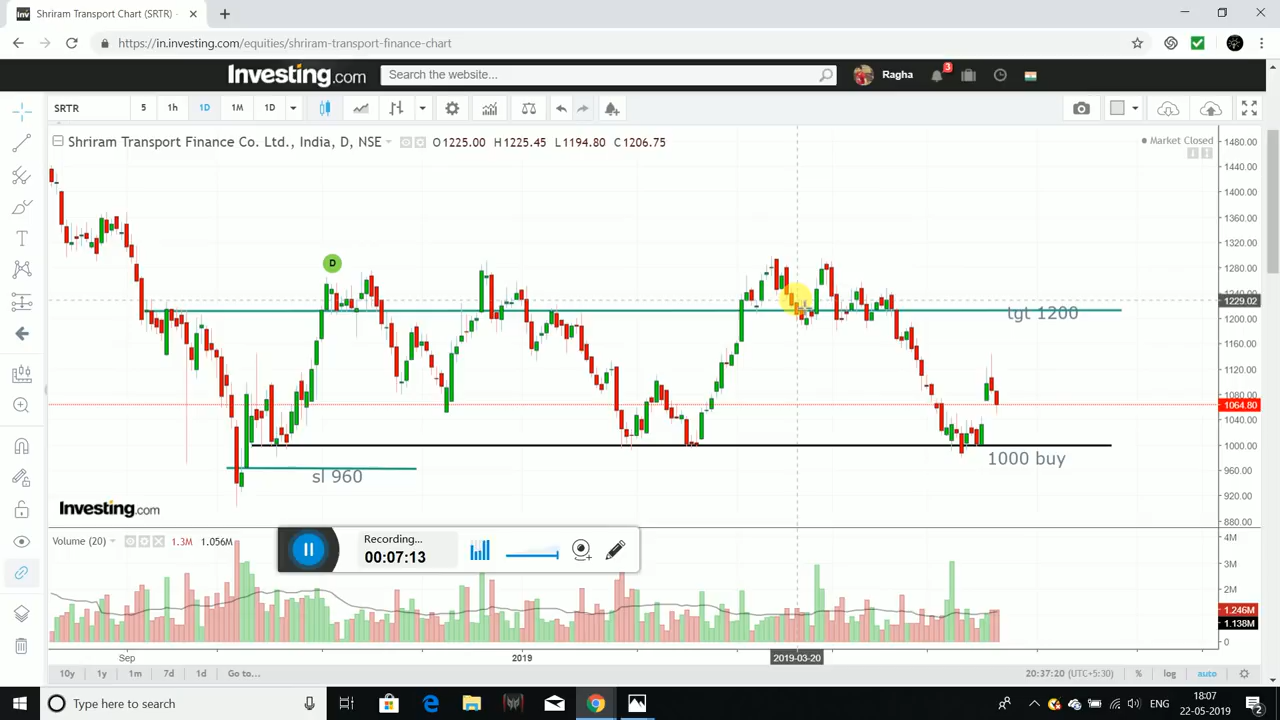 Shriram Transport Chart (SRTR) -
https://in.investing.com/equities/shriram-transport-finance-chart
Investing.com Search the website... Ragha 3
SRTR 5 1h 1D 1M 1D
Shriram Transport Finance Co. Ltd., India, D, NSE O1225.00 H1225.45 L1194.80 C1206.75
Market Closed
1480.00
1440.00
1400.00
1360.00
1320.00
D
1280.00
1229.02
tgt 1200
1200.00
1160.00
1120.00
1080.00
1064.80
1040.00
1000.00
1000 buy
960.00
sl 960
920.00
Investing.com
880.00
Volume (20) 1.3M 1.056M
Recording...
00:07:13
4M
3M
2M
1.246M
1.138M
0
Sep 2019 2019-03-20
10y 1y 1m 7d 1d Go to... 20:37:20 (UTC+5:30) % log auto
Type here to search
ENG
18:07
22-05-2019
2